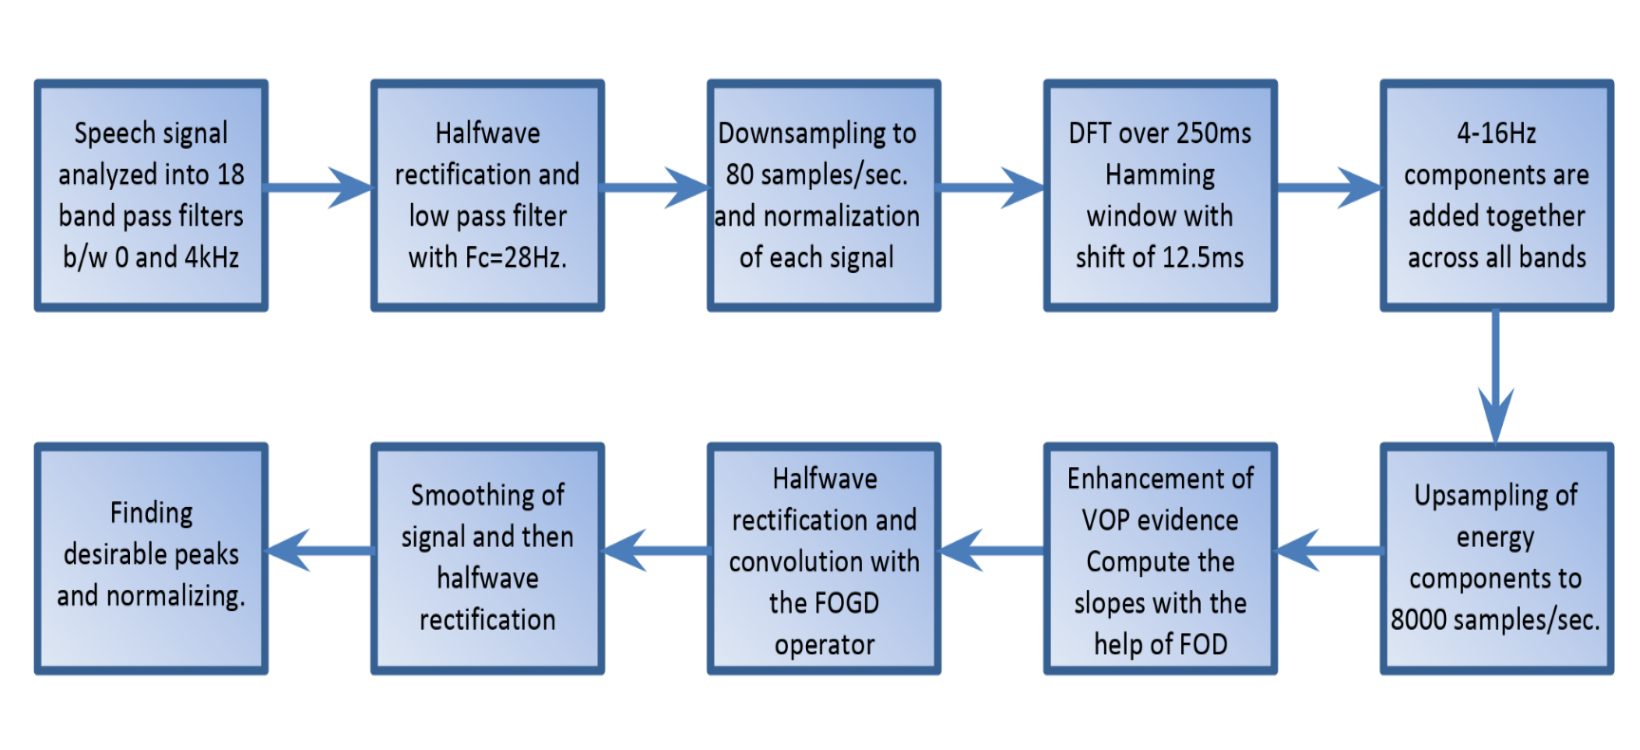 Speech signal
analyzed into 18
band pass filters
b/w 0 and 4kHz
Halfwave
rectification and
low pass filter
with Fc=28Hz.
Downsampling to
80 samples/sec.
and normalization
of each signal
DFT over 250ms
Hamming
window with
shift of 12.5ms
4-16Hz
components are
added together
across all bands
Upsampling of
energy
components to
8000 samples/sec.
Enhancement of
VOP evidence
Compute the
slopes with the
help of FOD
Halfwave
rectification and
convolution with
the FOGD
operator
Smoothing of
signal and then
halfwave
rectification
Finding
desirable peaks
and normalizing.